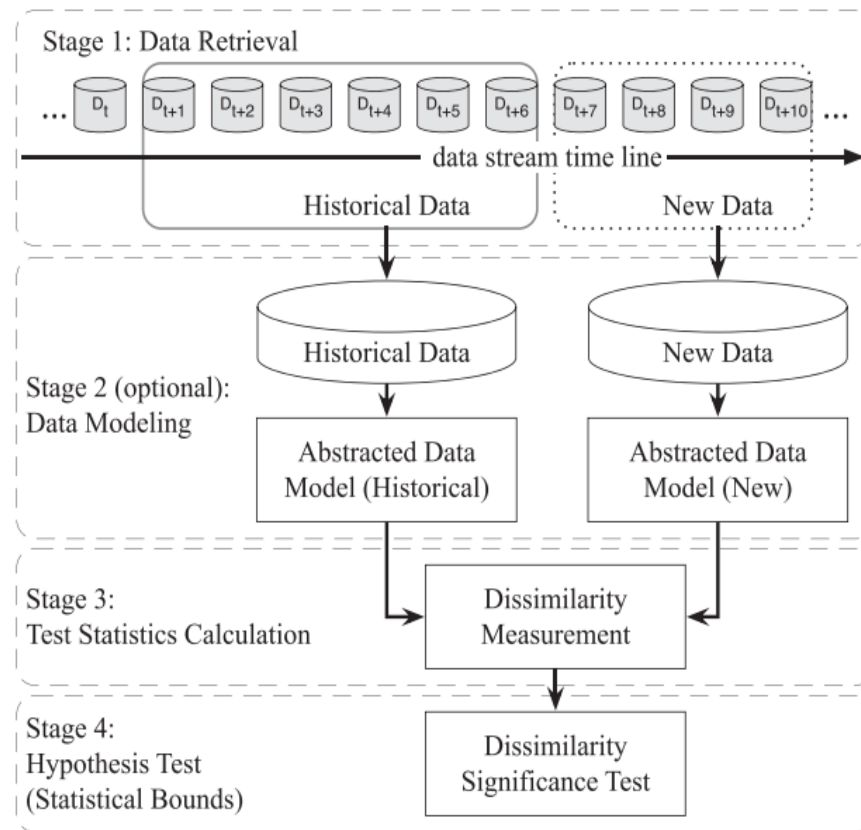 Stage 1: Data Retrieval
... Dt Dt+1 Dt+2 Dt+3 Dt+4 Dt+5 Dt+6 Dt+7 Dt+8 Dt+9 Dt+10 ...
data stream time line
Historical Data New Data
Historical Data New Data
Stage 2 (optional):
Data Modeling
Abstracted Data
Model (Historical)
Abstracted Data
Model (New)
Stage 3:
Test Statistics Calculation
Dissimilarity
Measurement
Stage 4:
Hypothesis Test
(Statistical Bounds)
Dissimilarity
Significance Test